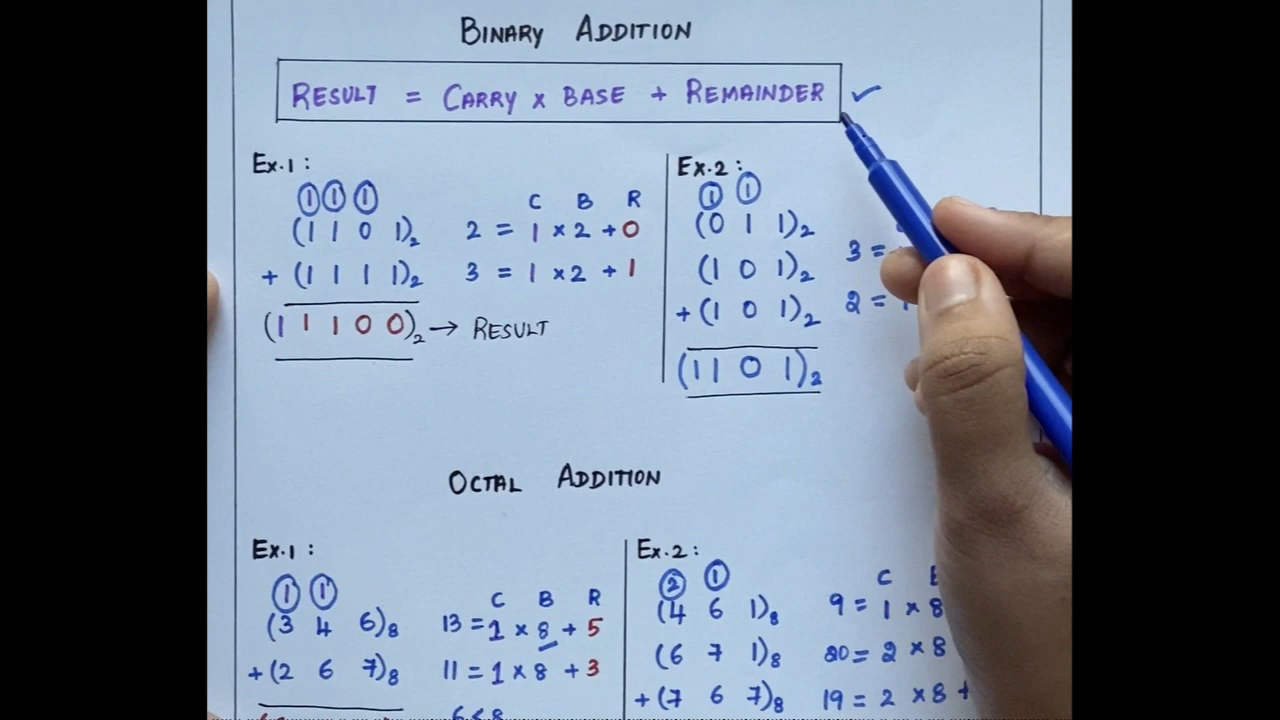 BINARY ADDITION
RESULT = CARRY × BASE + REMAINDER ✓
Ex.1 :
1 1 1
(1 1 0 1)₂
+ (1 1 1 1)₂
(1 1 1 0 0)₂ → RESULT
C B R
2 = 1 × 2 + 0
3 = 1 × 2 + 1
Ex.2 :
1 1
(0 1 1)₂
(1 0 1)₂
+ (1 0 1)₂
(1 1 0 1)₂
3 =
2 =
OCTAL ADDITION
Ex.1 :
1 1
(3 4 6)₈
+ (2 6 7)₈
C B R
13 = 1 × 8 + 5
11 = 1 × 8 + 3
6 < 8
Ex.2 :
2 1
(4 6 1)₈
(6 7 1)₈
+ (7 6 7)₈
C
9 = 1 × 8
20 = 2 × 8
19 = 2 × 8 +